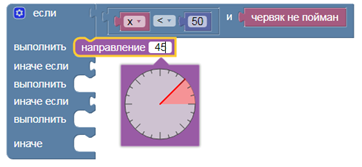 если x < 50 и червяк не пойман
выполнить направление 45
иначе если
выполнить
иначе если
выполнить
иначе